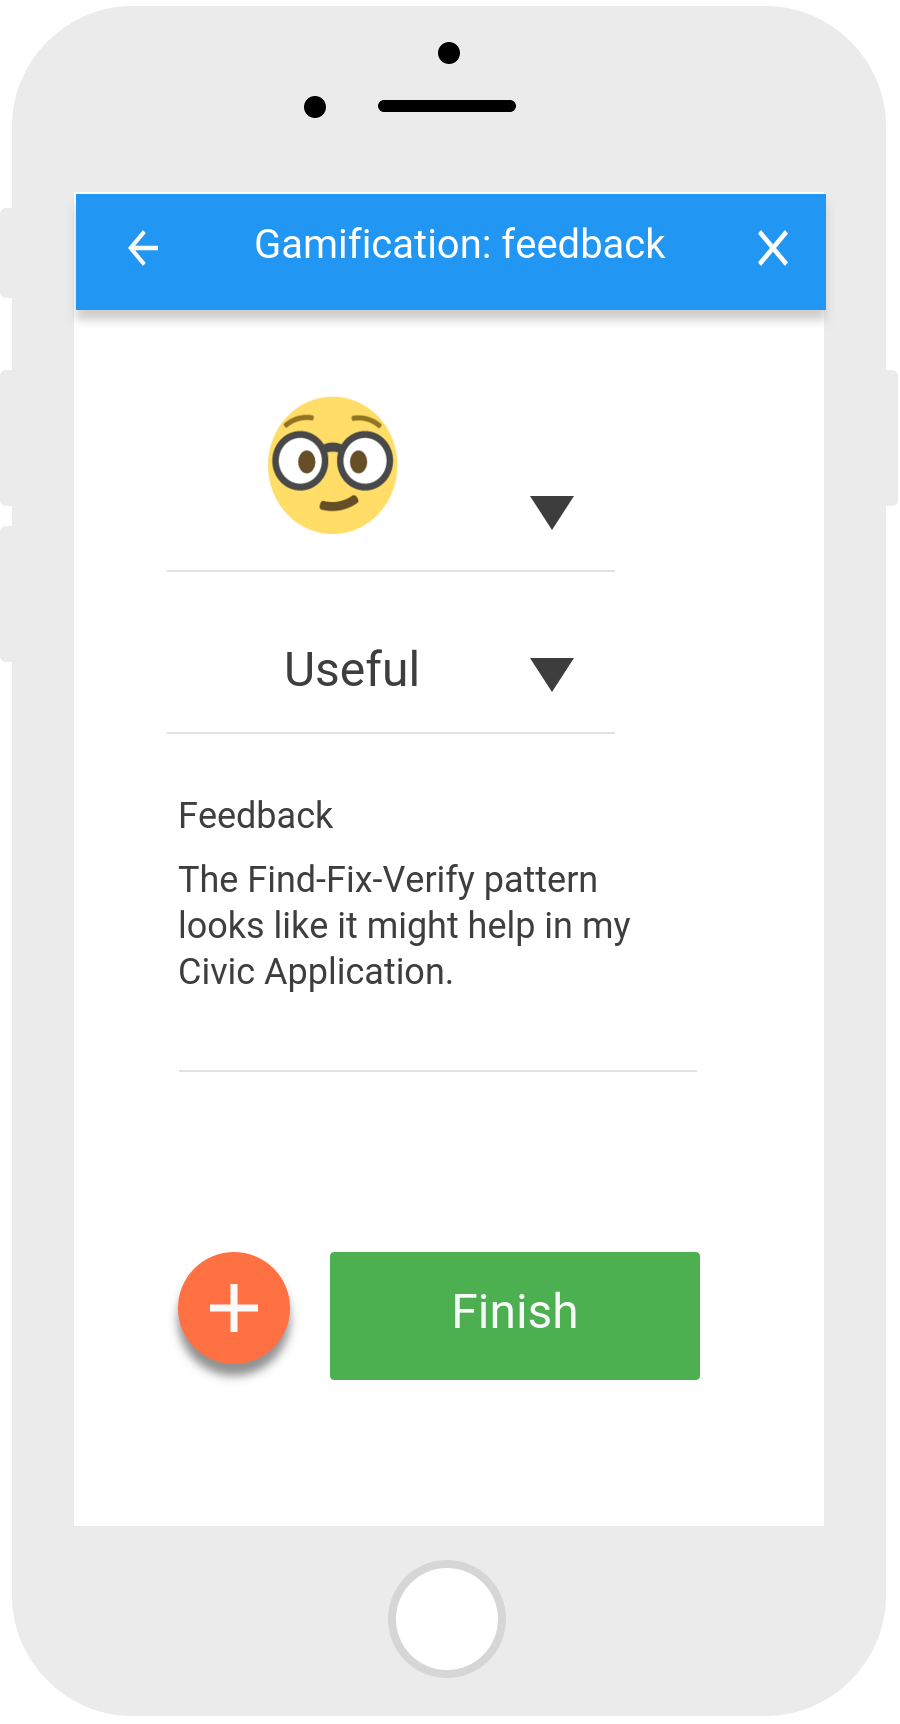 Gamification: feedback
Useful
Feedback
The Find-Fix-Verify pattern
looks like it might help in my
Civic Application.
Finish